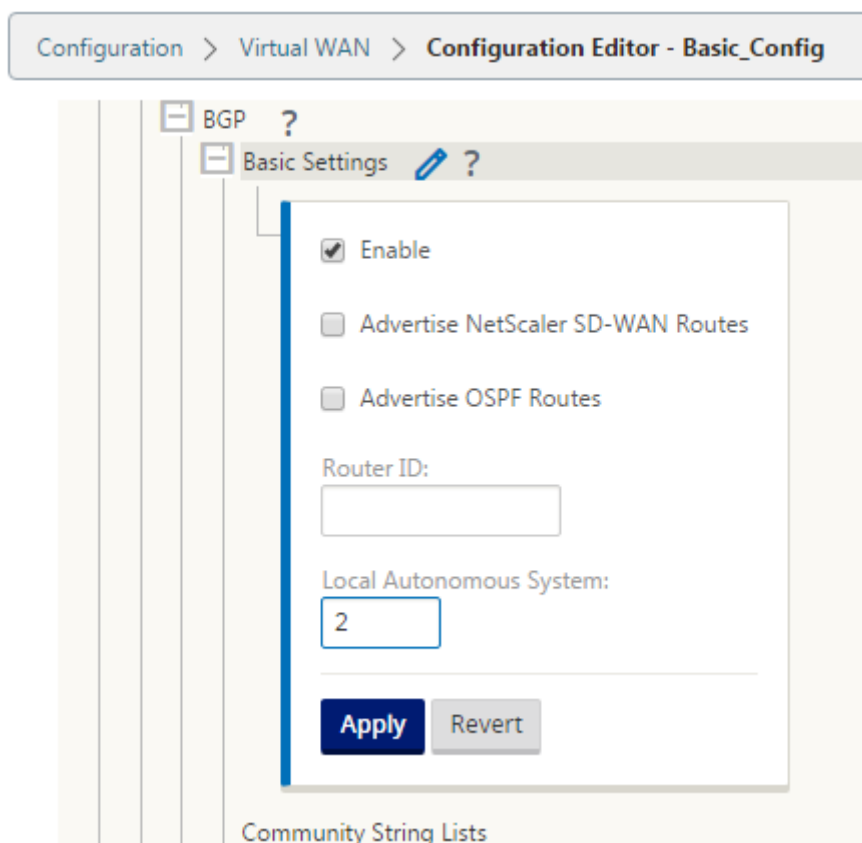 Configuration > Virtual WAN > Configuration Editor - Basic_Config
BGP ?
Basic Settings ?
Enable
Advertise NetScaler SD-WAN Routes
Advertise OSPF Routes
Router ID:
Local Autonomous System:
2
Apply Revert
Community String Lists